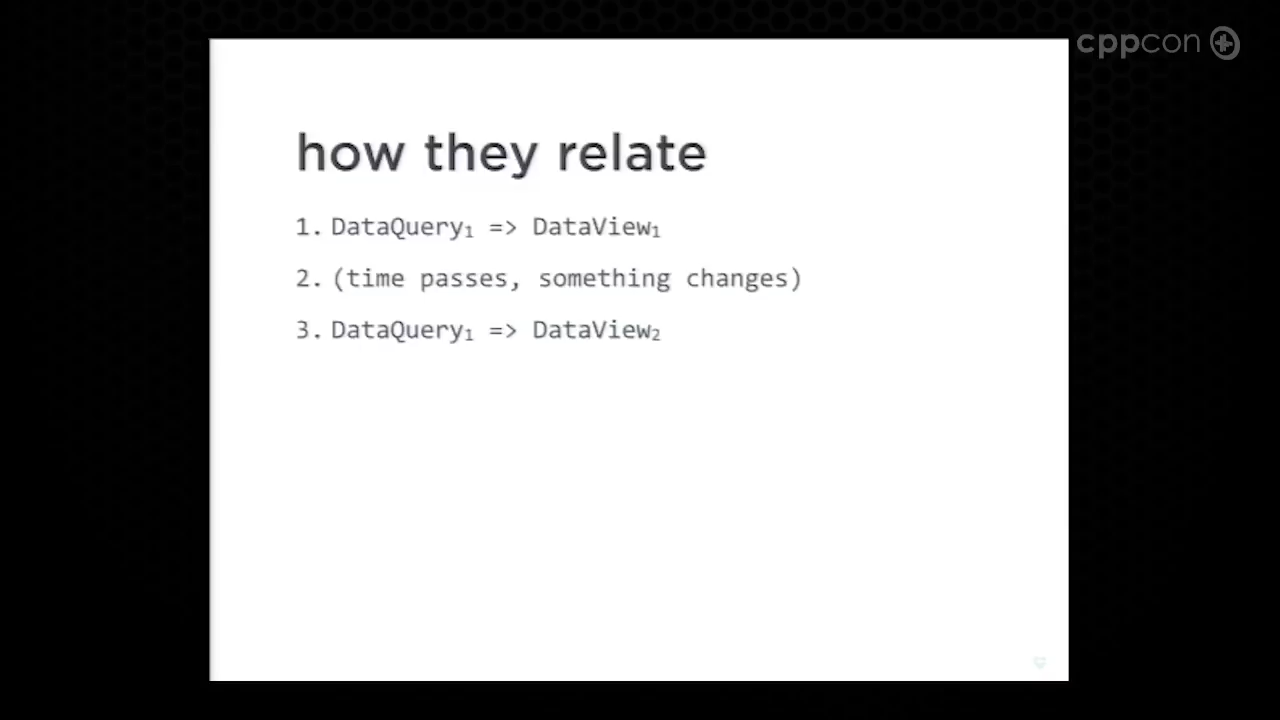 cppcon
how they relate
1. DataQuery₁ => DataView₁
2. (time passes, something changes)
3. DataQuery₁ => DataView₂